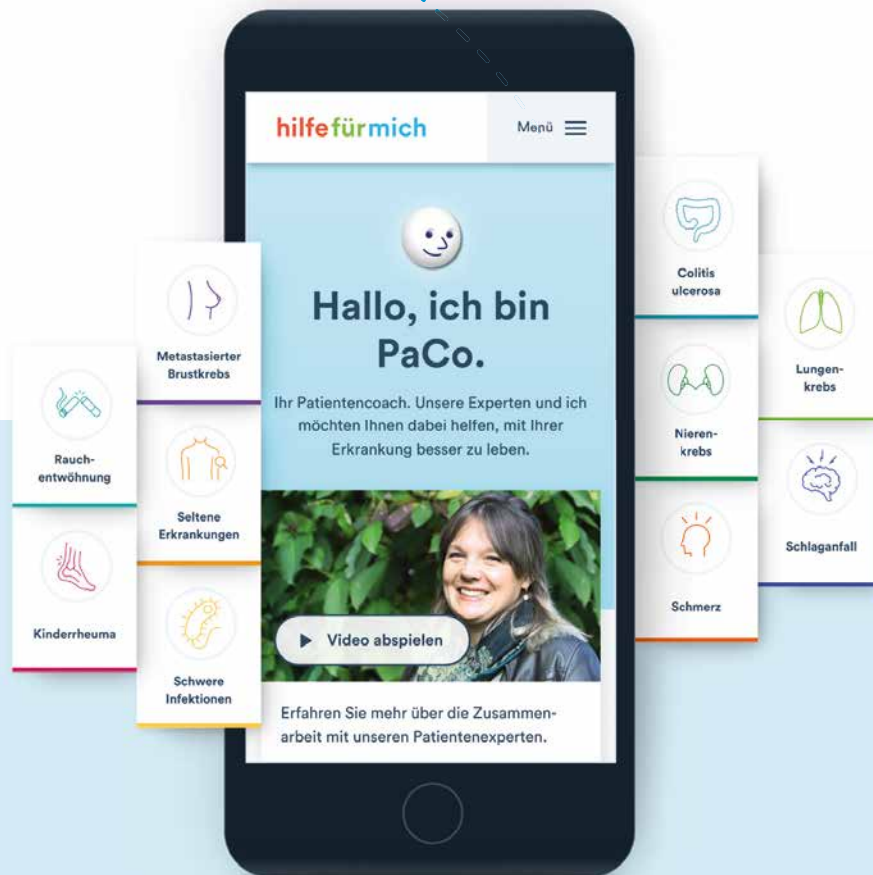 hilfefürmich
Menü
Hallo, ich bin
PaCo.
Ihr Patientencoach. Unsere Experten und ich
möchten Ihnen dabei helfen, mit Ihrer
Erkrankung besser zu leben.
Video abspielen
Erfahren Sie mehr über die Zusammen-
arbeit mit unseren Patientenexperten.
Rauch-
entwöhnung
Kinderrheuma
Metastasierter
Brustkrebs
Seltene
Erkrankungen
Schwere
Infektionen
Colitis
ulcerosa
Nieren-
krebs
Schmerz
Lungen-
krebs
Schlaganfall